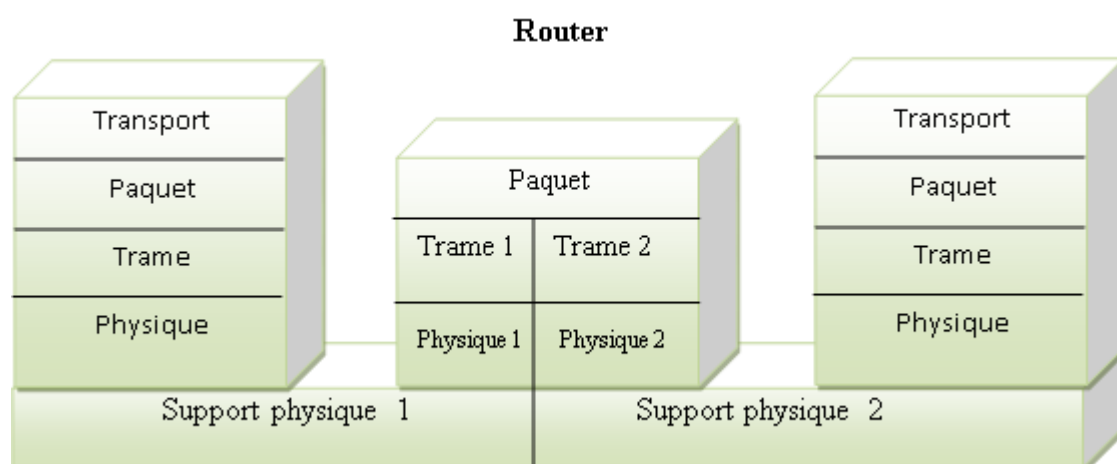 Router
Transport
Paquet
Trame
Physique
Paquet
Trame 1
Trame 2
Physique 1
Physique 2
Transport
Paquet
Trame
Physique
Support physique 1
Support physique 2